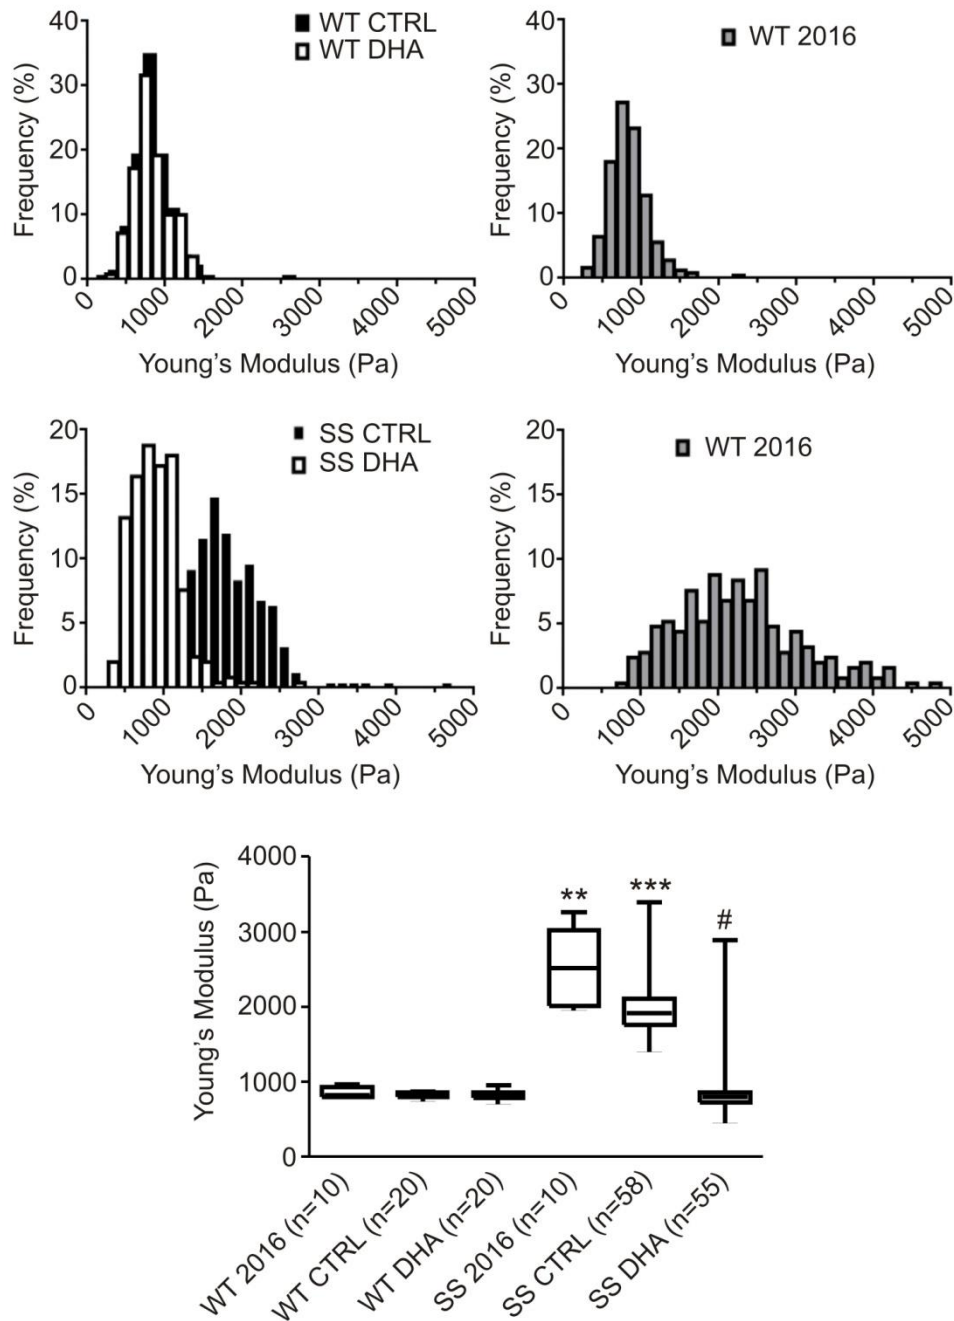 WT CTRL
WT DHA
Frequency (%)
40
30
20
10
0
0 1000 2000 3000 4000 5000
Young's Modulus (Pa)
WT 2016
Frequency (%)
40
30
20
10
0
0 1000 2000 3000 4000 5000
Young's Modulus (Pa)
SS CTRL
SS DHA
Frequency (%)
20
15
10
5
0
0 1000 2000 3000 4000 5000
Young's Modulus (Pa)
WT 2016
Frequency (%)
20
15
10
5
0
0 1000 2000 3000 4000 5000
Young's Modulus (Pa)
Young's Modulus (Pa)
4000
3000
2000
1000
0
**
***
#
WT 2016 (n=10)
WT CTRL (n=20)
WT DHA (n=20)
SS 2016 (n=10)
SS CTRL (n=58)
SS DHA (n=55)